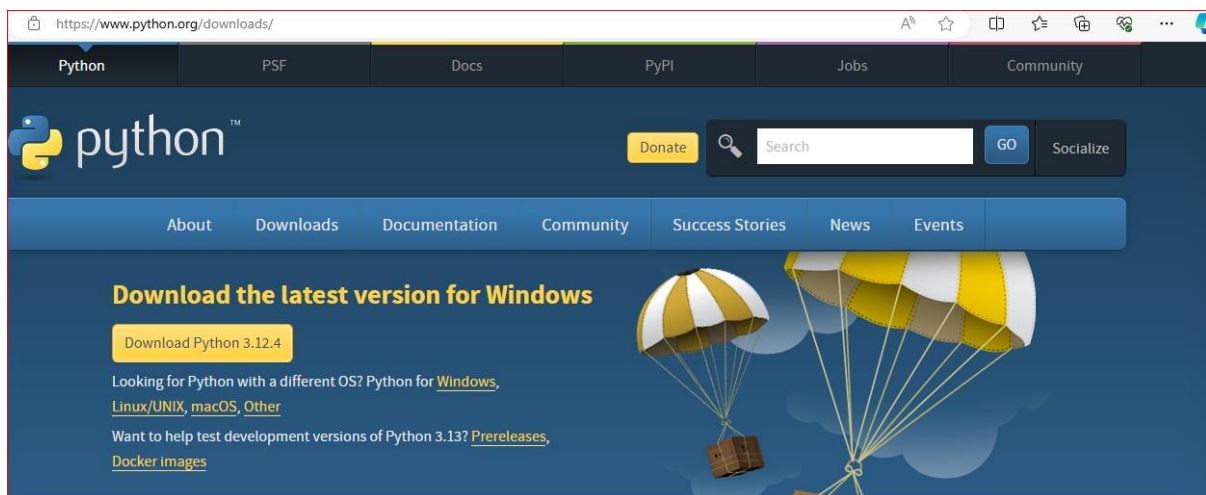 https://www.python.org/downloads/
Python PSF Docs PyPI Jobs Community
python™
Donate Search GO Socialize
About Downloads Documentation Community Success Stories News Events
Download the latest version for Windows
Download Python 3.12.4
Looking for Python with a different OS? Python for Windows,
Linux/UNIX, macOS, Other
Want to help test development versions of Python 3.13? Prereleases,
Docker images